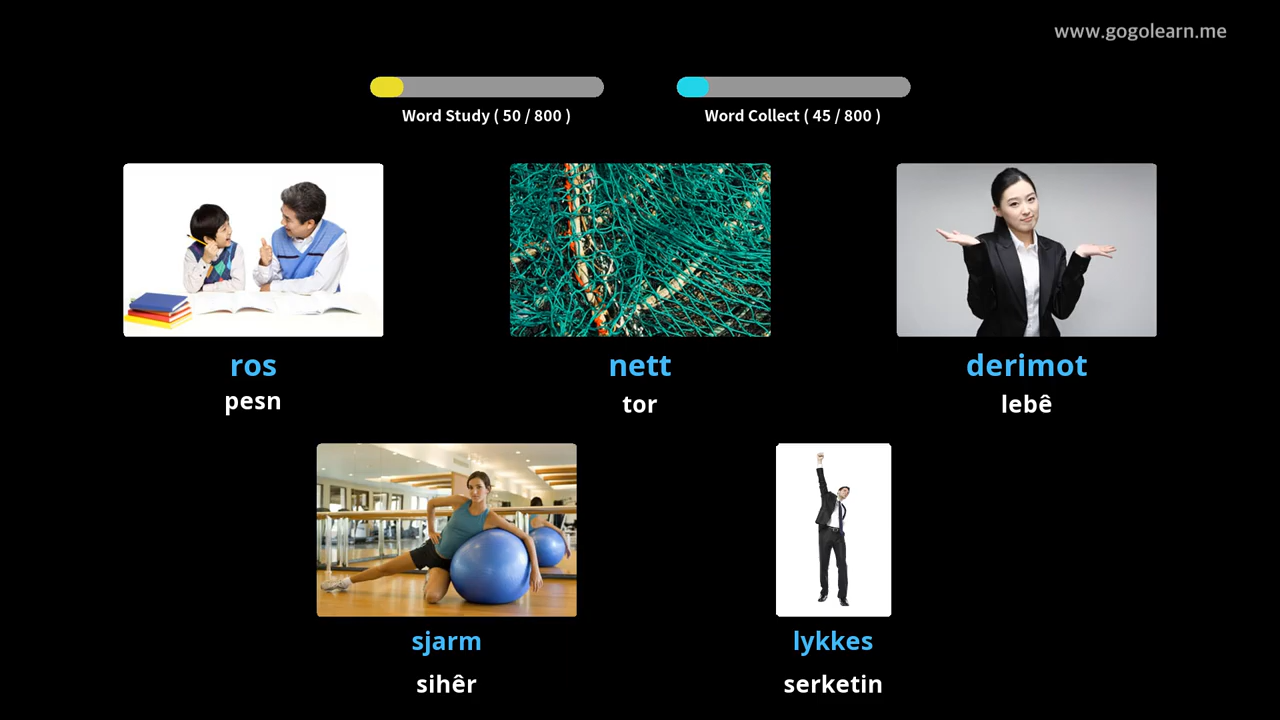 www.gogolearn.me
Word Study ( 50 / 800 )
Word Collect ( 45 / 800 )
ros
pesn
nett
tor
derimot
lebê
sjarm
sihêr
lykkes
serketin